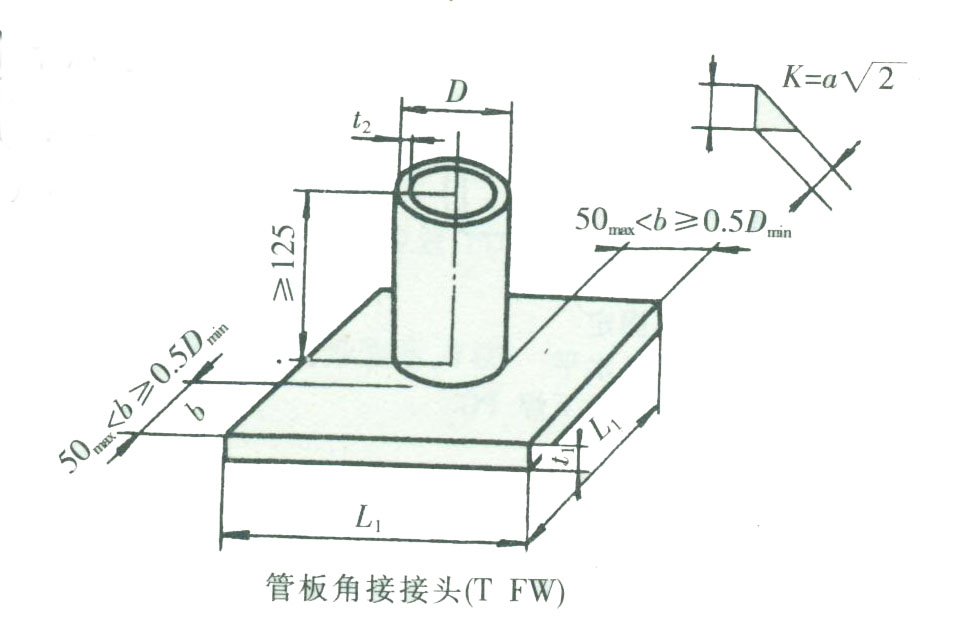 K=a√2
D
t₂
50max<b≥0.5Dmin
≥125
50max<b≥0.5Dmin
b
L₁
t₁
L₁
管板角接接头(T FW)